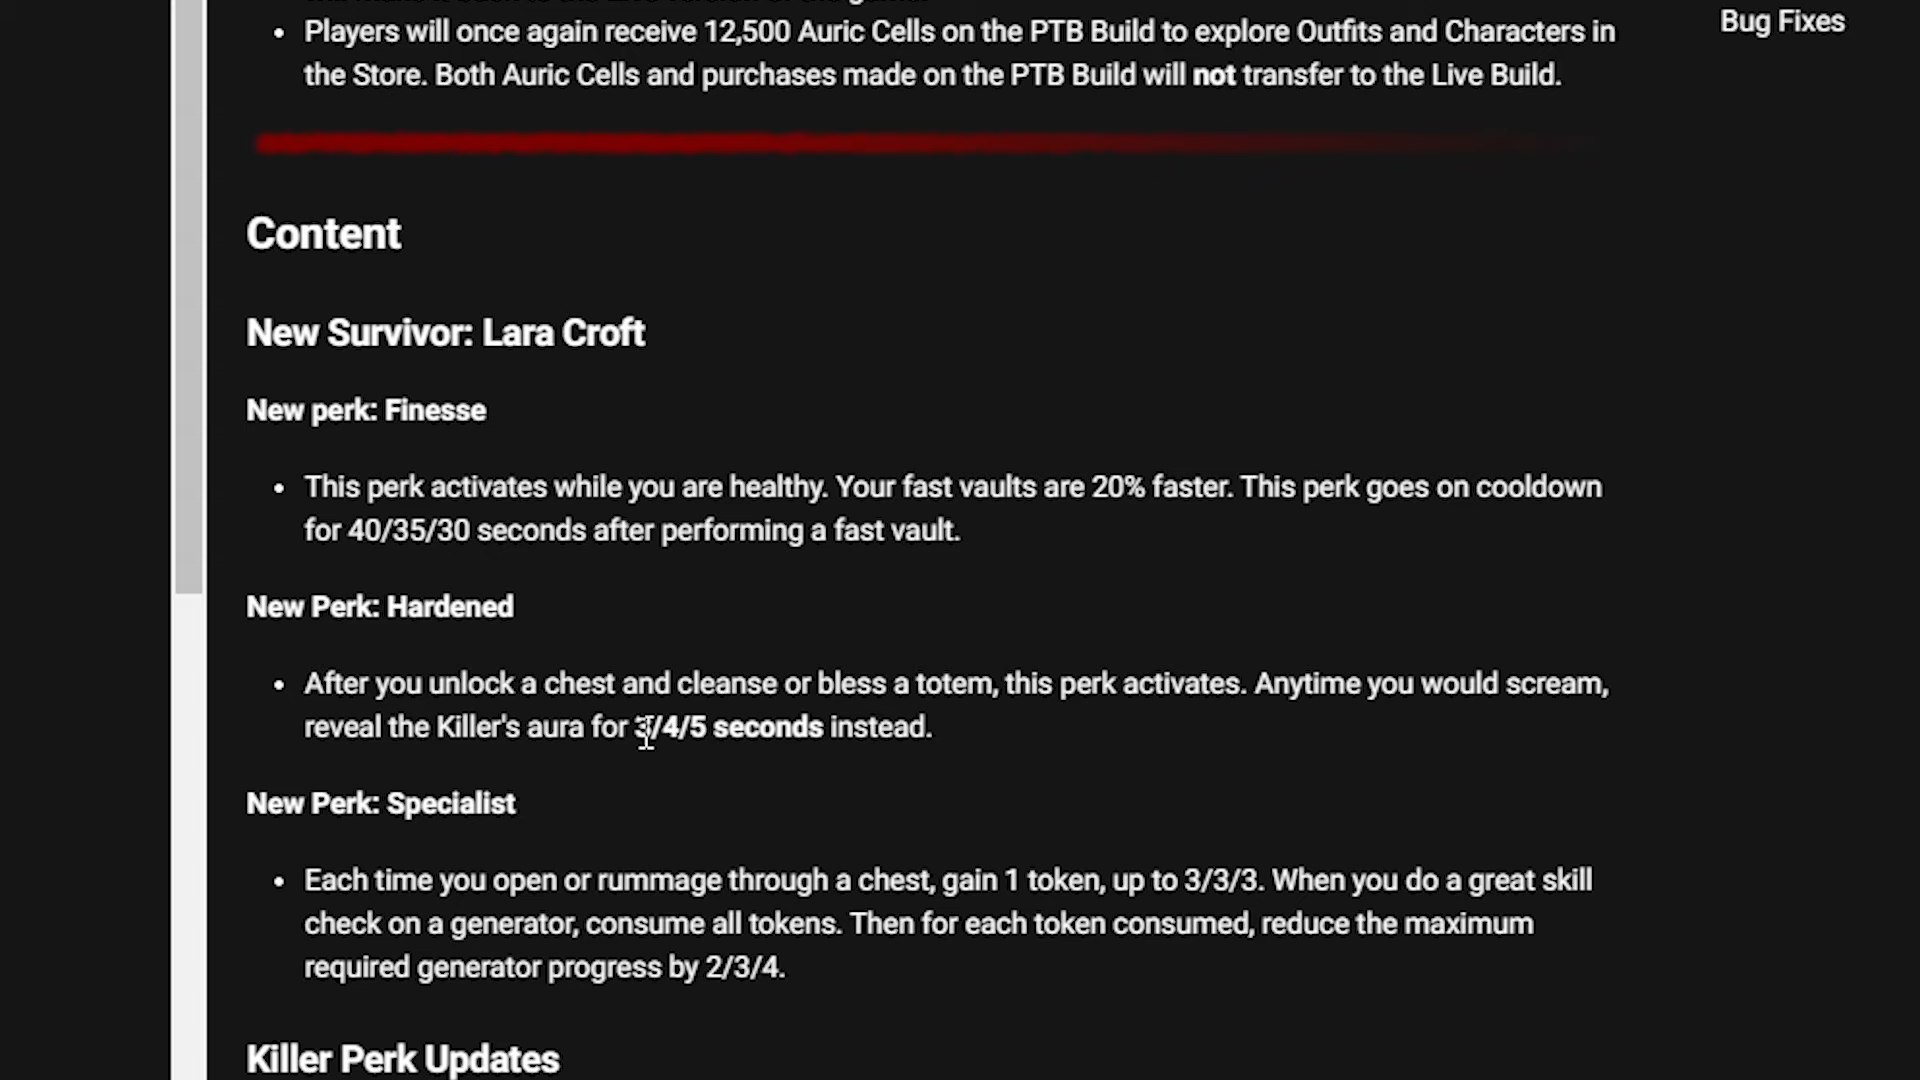 Players will once again receive 12,500 Auric Cells on the PTB Build to explore Outfits and Characters in
the Store. Both Auric Cells and purchases made on the PTB Build will not transfer to the Live Build.
Bug Fixes
Content
New Survivor: Lara Croft
New perk: Finesse
This perk activates while you are healthy. Your fast vaults are 20% faster. This perk goes on cooldown
for 40/35/30 seconds after performing a fast vault.
New Perk: Hardened
After you unlock a chest and cleanse or bless a totem, this perk activates. Anytime you would scream,
reveal the Killer's aura for 3/4/5 seconds instead.
New Perk: Specialist
Each time you open or rummage through a chest, gain 1 token, up to 3/3/3. When you do a great skill
check on a generator, consume all tokens. Then for each token consumed, reduce the maximum
required generator progress by 2/3/4.
Killer Perk Updates